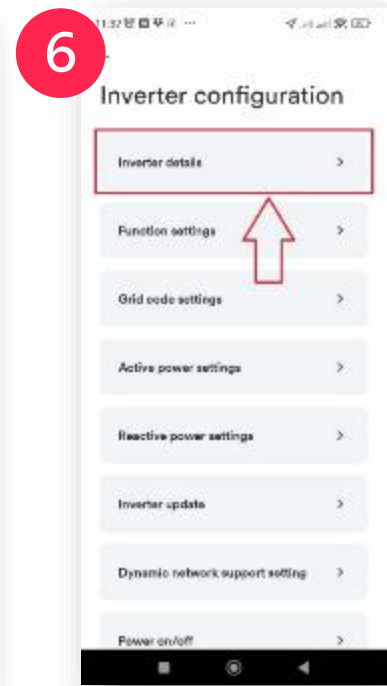 6
11:37
Inverter configuration
Inverter details
Function settings
Grid code settings
Active power settings
Reactive power settings
Inverter update
Dynamic network support setting
Power on/off